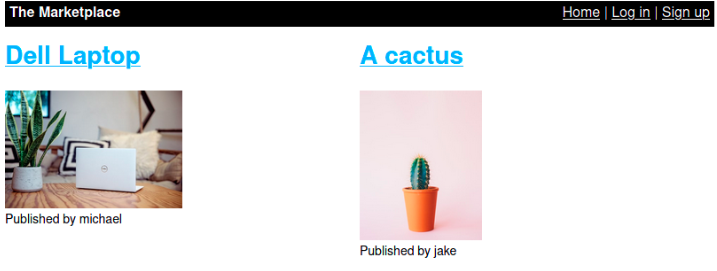 The Marketplace
Home | Log in | Sign up
Dell Laptop
A cactus
Published by michael
Published by jake